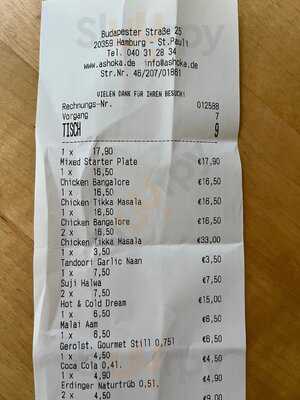 Budapester Straße 25
20359 Hamburg - St.Pauli
Tel. 040 31 28 34
www.ashoka.de info@ashoka.de
Str.Nr. 46/207/01861
VIELEN DANK FÜR IHREN BESUCH!
Rechnungs-Nr. 012588
Vorgang 7
TISCH 9
1 x 17,90
Mixed Starter Plate €17,90
1 x 16,50
Chicken Bangalore €16,50
1 x 16,50
Chicken Tikka Masala €16,50
1 x 16,50
Chicken Bangalore €16,50
2 x 16,50
Chicken Tikka Masala €33,00
1 x 3,50
Tandoori Garlic Naan €3,50
1 x 7,50
Suji Halwa €7,50
2 x 7,50
Hot & Cold Dream €15,00
1 x 6,50
Malai Aam €6,50
1 x 6,50
Gerolst. Gourmet Still 0,75l €6,50
1 x 4,50
Coca Cola 0,4l. €4,50
1 x 4,90
Erdinger Naturtrüb 0,5l. €4,90
2 x 4,50
€9,00